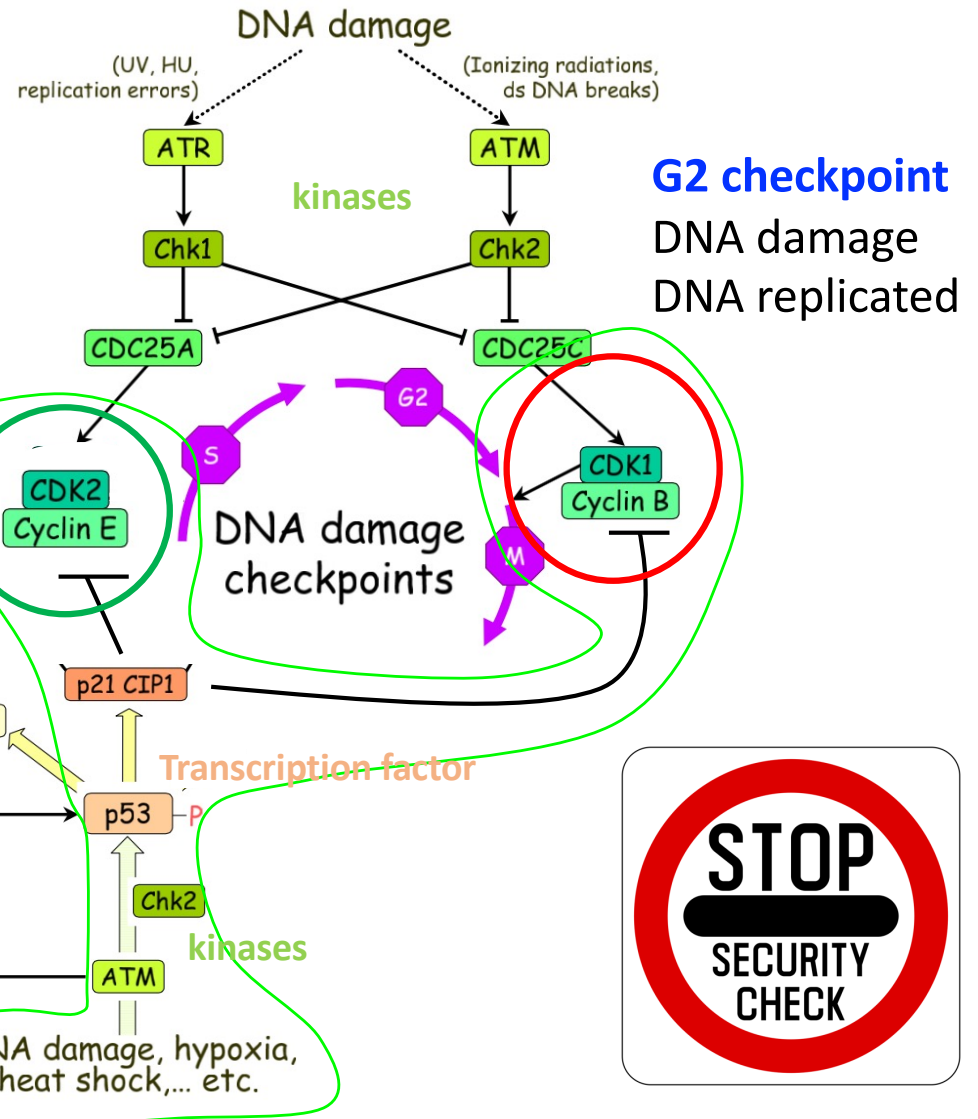 DNA damage
(UV, HU,
replication errors)
(Ionizing radiations,
ds DNA breaks)
ATR
ATM
G2 checkpoint
kinases
DNA damage
Chk1
Chk2
DNA replicated
CDC25A
CDC25C
G2
S
CDK1
CDK2
Cyclin B
Cyclin E
DNA damage
checkpoints
M
p21 CIP1
Transcription factor
p53
P
STOP
Chk2
kinases
SECURITY
CHECK
ATM
NA damage, hypoxia,
heat shock,... etc.